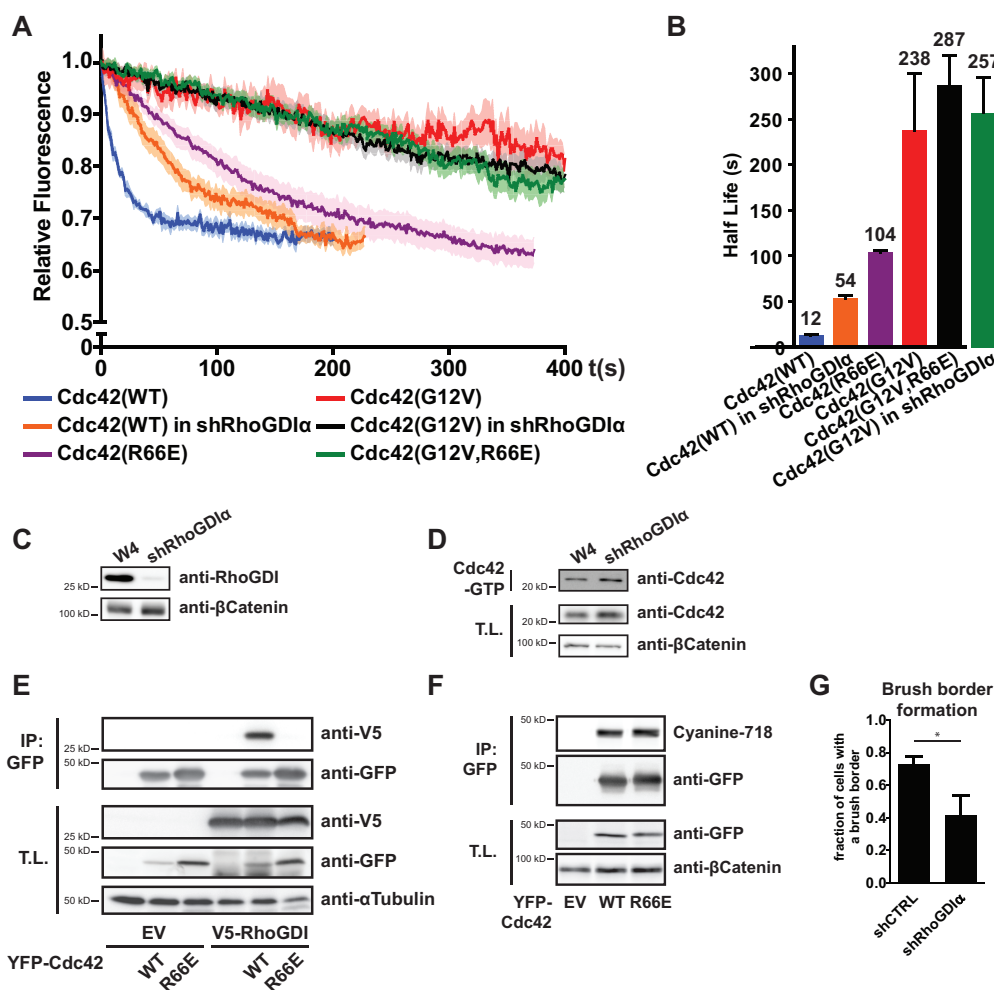 A
Relative Fluorescence
1.0
0.9
0.8
0.7
0.6
0.5
0
0
100
200
300
400
t(s)
Cdc42(WT)
Cdc42(WT) in shRhoGDIα
Cdc42(R66E)
Cdc42(G12V)
Cdc42(G12V) in shRhoGDIα
Cdc42(G12V,R66E)
B
Half Life (s)
300
250
200
150
100
50
0
12
54
104
238
287
257
Cdc42(WT)
Cdc42(WT) in shRhoGDIα
Cdc42(R66E)
Cdc42(G12V)
Cdc42(G12V,R66E)
Cdc42(G12V) in shRhoGDIα
C
W4
shRhoGDIα
25 kD
anti-RhoGDI
100 kD
anti-βCatenin
D
W4
shRhoGDIα
Cdc42
-GTP
20 kD
anti-Cdc42
T.L.
20 kD
anti-Cdc42
100 kD
anti-βCatenin
E
IP:
GFP
25 kD
anti-V5
50 kD
anti-GFP
T.L.
25 kD
anti-V5
50 kD
anti-GFP
50 kD
anti-αTubulin
EV
V5-RhoGDI
YFP-Cdc42
WT
R66E
WT
R66E
F
IP:
GFP
50 kD
Cyanine-718
50 kD
anti-GFP
T.L.
50 kD
anti-GFP
100 kD
anti-βCatenin
YFP-
Cdc42
EV WT R66E
G
Brush border
formation
fraction of cells with
a brush border
1.0
0.8
0.6
0.4
0.2
0.0
*
shCTRL
shRhoGDIα